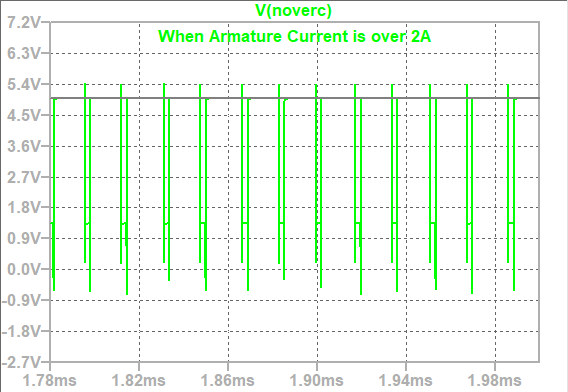 V(noverc)
7.2V
When Armature Current is over 2A
6.3V
5.4V
4.5V
3.6V
2.7V
1.8V
0.9V
0.0V
-0.9V
-1.8V
-2.7V
1.78ms 1.82ms 1.86ms 1.90ms 1.94ms 1.98ms